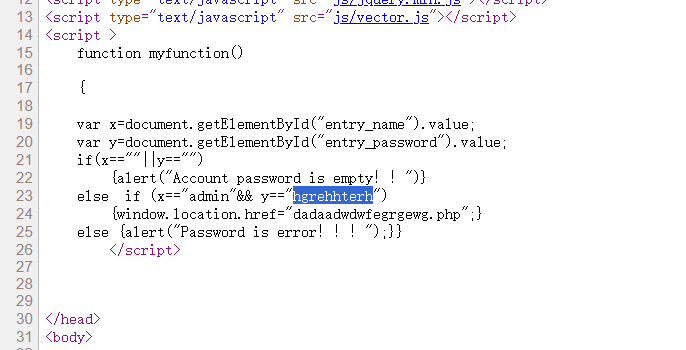 12 <script type="text/javascript" src="js/jquery.min.js"></script>
13 <script type="text/javascript" src="js/vector.js"></script>
14 <script >
15 function myfunction()
16
17 {
18
19 var x=document.getElementById("entry_name").value;
20 var y=document.getElementById("entry_password").value;
21 if(x==""||y=="")
22 {alert("Account password is empty! ! ")}
23 else  if (x=="admin"&& y=="hgrehhterh")
24 {window.location.href="dadaadwdwfegrgewg.php";}
25 else {alert("Password is error! ! ! ");}}
26 </script>
27
28
29
30 </head>
31 <body>